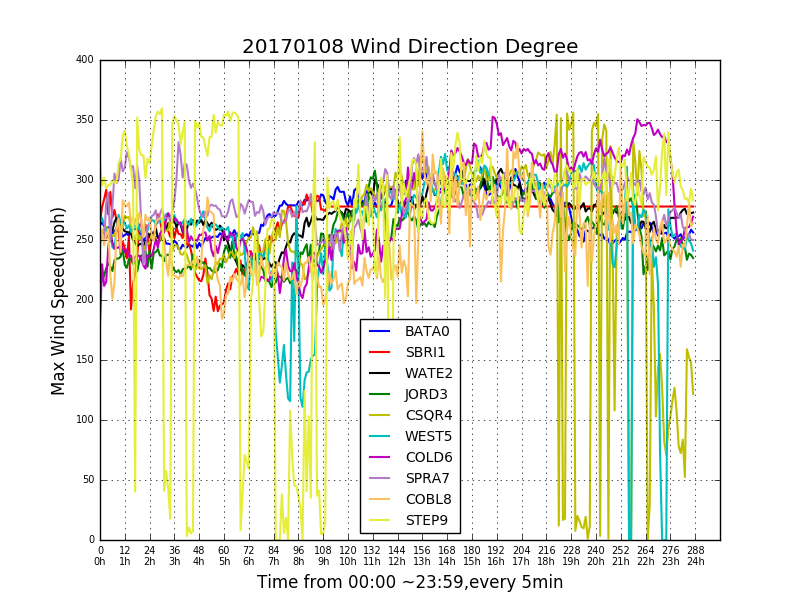 20170108 Wind Direction Degree
Max Wind Speed(mph)
400
350
300
250
200
150
100
50
0
BATA0
SBRI1
WATE2
JORD3
CSQR4
WEST5
COLD6
SPRA7
COBL8
STEP9
0 12 24 36 48 60 72 84 96 108 120 132 144 156 168 180 192 204 216 228 240 252 264 276 288
0h 1h 2h 3h 4h 5h 6h 7h 8h 9h 10h 11h 12h 13h 14h 15h 16h 17h 18h 19h 20h 21h 22h 23h 24h
Time from 00:00 ~23:59,every 5min